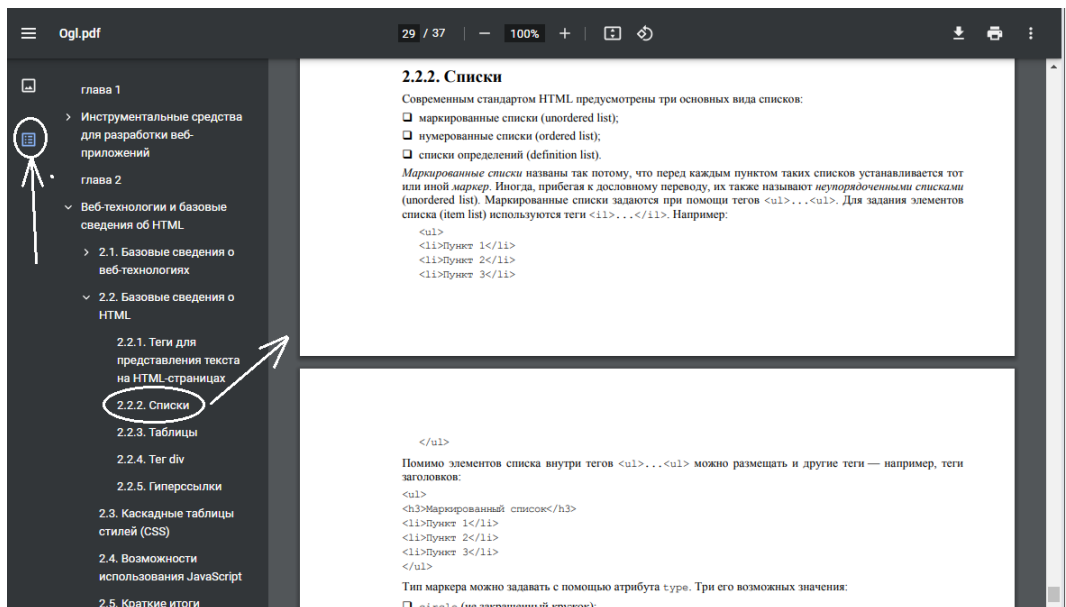 Ogl.pdf
29 / 37
100%
глава 1
Инструментальные средства
для разработки веб-
приложений
глава 2
Веб-технологии и базовые
сведения об HTML
2.1. Базовые сведения о
веб-технологиях
2.2. Базовые сведения о
HTML
2.2.1. Теги для
представления текста
на HTML-страницах
2.2.2. Списки
2.2.3. Таблицы
2.2.4. Тег div
2.2.5. Гиперссылки
2.3. Каскадные таблицы
стилей (CSS)
2.4. Возможности
использования JavaScript
2.5. Краткие итоги
2.2.2. Списки
Современным стандартом HTML предусмотрены три основных вида списков:
маркированные списки (unordered list);
нумерованные списки (ordered list);
списки определений (definition list).
Маркированные списки названы так потому, что перед каждым пунктом таких списков устанавливается тот
или иной маркер. Иногда, прибегая к дословному переводу, их также называют неупорядоченными списками
(unordered list). Маркированные списки задаются при помощи тегов <ul>...<ul>. Для задания элементов
списка (item list) используются теги <il>...</il>. Например:
<ul>
<li>Пункт 1</li>
<li>Пункт 2</li>
<li>Пункт 3</li>
</ul>
Помимо элементов списка внутри тегов <ul>...<ul> можно размещать и другие теги — например, теги
заголовков:
<ul>
<h3>Маркированный список</h3>
<li>Пункт 1</li>
<li>Пункт 2</li>
<li>Пункт 3</li>
</ul>
Тип маркера можно задавать с помощью атрибута type. Три его возможных значения:
circle (не закрашенный кружок);